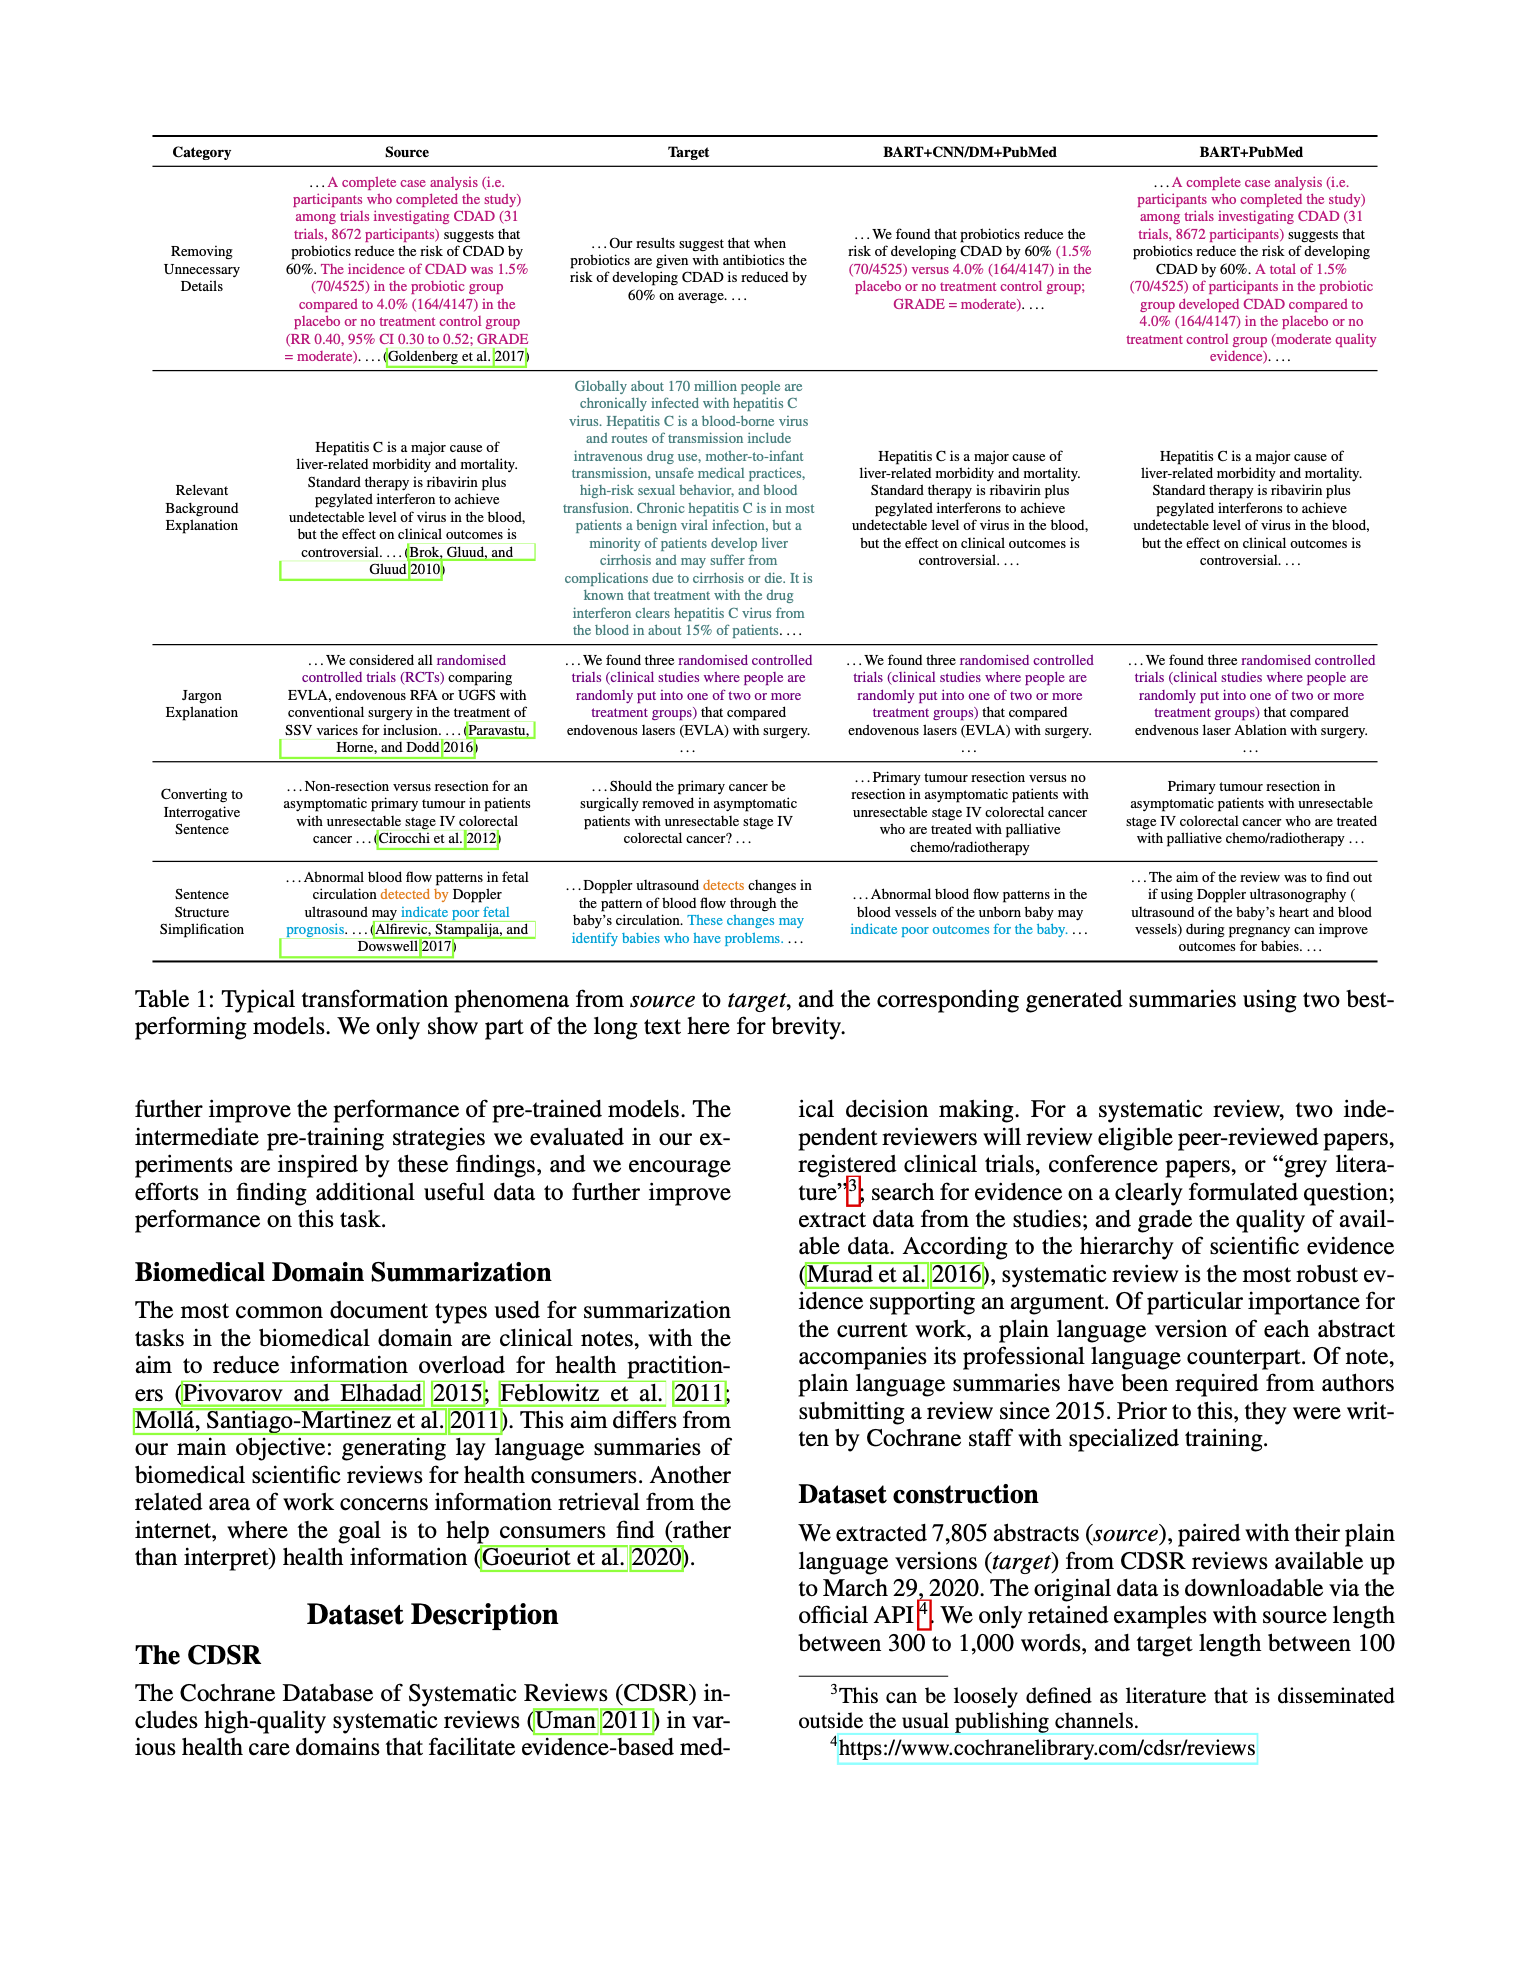 Category Source Target BART+CNN/DM+PubMed BART+PubMed
Removing
Unnecessary
Details
. . . A complete case analysis (i.e.
participants who completed the study)
among trials investigating CDAD (31
trials, 8672 participants) suggests that
probiotics reduce the risk of CDAD by
60%. The incidence of CDAD was 1.5%
(70/4525) in the probiotic group
compared to 4.0% (164/4147) in the
placebo or no treatment control group
(RR 0.40, 95% CI 0.30 to 0.52; GRADE
= moderate). . . . (Goldenberg et al. 2017)
. . . Our results suggest that when
probiotics are given with antibiotics the
risk of developing CDAD is reduced by
60% on average. . . .
. . . We found that probiotics reduce the
risk of developing CDAD by 60% (1.5%
(70/4525) versus 4.0% (164/4147) in the
placebo or no treatment control group;
GRADE = moderate). . . .
. . . A complete case analysis (i.e.
participants who completed the study)
among trials investigating CDAD (31
trials, 8672 participants) suggests that
probiotics reduce the risk of developing
CDAD by 60%. A total of 1.5%
(70/4525) of participants in the probiotic
group developed CDAD compared to
4.0% (164/4147) in the placebo or no
treatment control group (moderate quality
evidence). . . .
Relevant
Background
Explanation
Hepatitis C is a major cause of
liver-related morbidity and mortality.
Standard therapy is ribavirin plus
pegylated interferon to achieve
undetectable level of virus in the blood,
but the effect on clinical outcomes is
controversial. . . . (Brok, Gluud, and
Gluud 2010)
Globally about 170 million people are
chronically infected with hepatitis C
virus. Hepatitis C is a blood-borne virus
and routes of transmission include
intravenous drug use, mother-to-infant
transmission, unsafe medical practices,
high-risk sexual behavior, and blood
transfusion. Chronic hepatitis C is in most
patients a benign viral infection, but a
minority of patients develop liver
cirrhosis and may suffer from
complications due to cirrhosis or die. It is
known that treatment with the drug
interferon clears hepatitis C virus from
the blood in about 15% of patients. . . .
Hepatitis C is a major cause of
liver-related morbidity and mortality.
Standard therapy is ribavirin plus
pegylated interferons to achieve
undetectable level of virus in the blood,
but the effect on clinical outcomes is
controversial. . . .
Hepatitis C is a major cause of
liver-related morbidity and mortality.
Standard therapy is ribavirin plus
pegylated interferons to achieve
undetectable level of virus in the blood,
but the effect on clinical outcomes is
controversial. . . .
Jargon
Explanation
. . . We considered all randomised
controlled trials (RCTs) comparing
EVLA, endovenous RFA or UGFS with
conventional surgery in the treatment of
SSV varices for inclusion. . . . (Paravastu,
Horne, and Dodd 2016)
. . . We found three randomised controlled
trials (clinical studies where people are
randomly put into one of two or more
treatment groups) that compared
endovenous lasers (EVLA) with surgery.
. . .
. . . We found three randomised controlled
trials (clinical studies where people are
randomly put into one of two or more
treatment groups) that compared
endovenous lasers (EVLA) with surgery.
. . .
. . . We found three randomised controlled
trials (clinical studies where people are
randomly put into one of two or more
treatment groups) that compared
endvenous laser Ablation with surgery.
. . .
Converting to
Interrogative
Sentence
. . . Non-resection versus resection for an
asymptomatic primary tumour in patients
with unresectable stage IV colorectal
cancer . . . (Cirocchi et al. 2012)
. . . Should the primary cancer be
surgically removed in asymptomatic
patients with unresectable stage IV
colorectal cancer? . . .
. . . Primary tumour resection versus no
resection in asymptomatic patients with
unresectable stage IV colorectal cancer
who are treated with palliative
chemo/radiotherapy
Primary tumour resection in
asymptomatic patients with unresectable
stage IV colorectal cancer who are treated
with palliative chemo/radiotherapy . . .
Sentence
Structure
Simplification
. . . Abnormal blood flow patterns in fetal
circulation detected by Doppler
ultrasound may indicate poor fetal
prognosis. . . . (Alfirevic, Stampalija, and
Dowswell 2017)
. . . Doppler ultrasound detects changes in
the pattern of blood flow through the
baby's circulation. These changes may
identify babies who have problems. . . .
. . . Abnormal blood flow patterns in the
blood vessels of the unborn baby may
indicate poor outcomes for the baby. . . .
. . . The aim of the review was to find out
if using Doppler ultrasonography (
ultrasound of the baby's heart and blood
vessels) during pregnancy can improve
outcomes for babies. . . .
Table 1: Typical transformation phenomena from source to target, and the corresponding generated summaries using two best-
performing models. We only show part of the long text here for brevity.
further improve the performance of pre-trained models. The
intermediate pre-training strategies we evaluated in our ex-
periments are inspired by these findings, and we encourage
efforts in finding additional useful data to further improve
performance on this task.
Biomedical Domain Summarization
The most common document types used for summarization
tasks in the biomedical domain are clinical notes, with the
aim to reduce information overload for health practition-
ers (Pivovarov and Elhadad 2015; Feblowitz et al. 2011;
Mollá, Santiago-Martinez et al. 2011). This aim differs from
our main objective: generating lay language summaries of
biomedical scientific reviews for health consumers. Another
related area of work concerns information retrieval from the
internet, where the goal is to help consumers find (rather
than interpret) health information (Goeuriot et al. 2020).
Dataset Description
The CDSR
The Cochrane Database of Systematic Reviews (CDSR) in-
cludes high-quality systematic reviews (Uman 2011) in var-
ious health care domains that facilitate evidence-based med-
ical decision making. For a systematic review, two inde-
pendent reviewers will review eligible peer-reviewed papers,
registered clinical trials, conference papers, or “grey litera-
ture”3; search for evidence on a clearly formulated question;
extract data from the studies; and grade the quality of avail-
able data. According to the hierarchy of scientific evidence
(Murad et al. 2016), systematic review is the most robust ev-
idence supporting an argument. Of particular importance for
the current work, a plain language version of each abstract
accompanies its professional language counterpart. Of note,
plain language summaries have been required from authors
submitting a review since 2015. Prior to this, they were writ-
ten by Cochrane staff with specialized training.
Dataset construction
We extracted 7,805 abstracts (source), paired with their plain
language versions (target) from CDSR reviews available up
to March 29, 2020. The original data is downloadable via the
official API4. We only retained examples with source length
between 300 to 1,000 words, and target length between 100
3This can be loosely defined as literature that is disseminated
outside the usual publishing channels.
4https://www.cochranelibrary.com/cdsr/reviews